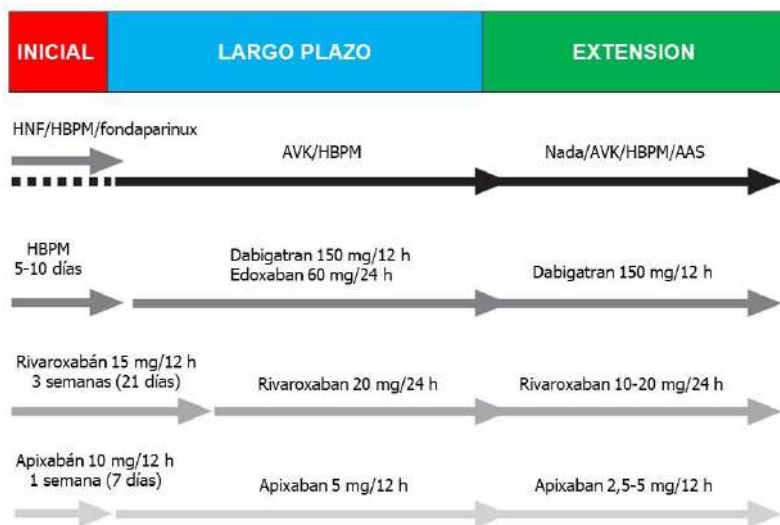 INICIAL LARGO PLAZO EXTENSION
HNF/HBPM/fondaparinux
AVK/HBPM Nada/AVK/HBPM/AAS
HBPM
5-10 días
Dabigatran 150 mg/12 h
Edoxaban 60 mg/24 h
Dabigatran 150 mg/12 h
Rivaroxabán 15 mg/12 h
3 semanas (21 días)
Rivaroxaban 20 mg/24 h Rivaroxaban 10-20 mg/24 h
Apixabán 10 mg/12 h
1 semana (7 días)
Apixaban 5 mg/12 h Apixaban 2,5-5 mg/12 h